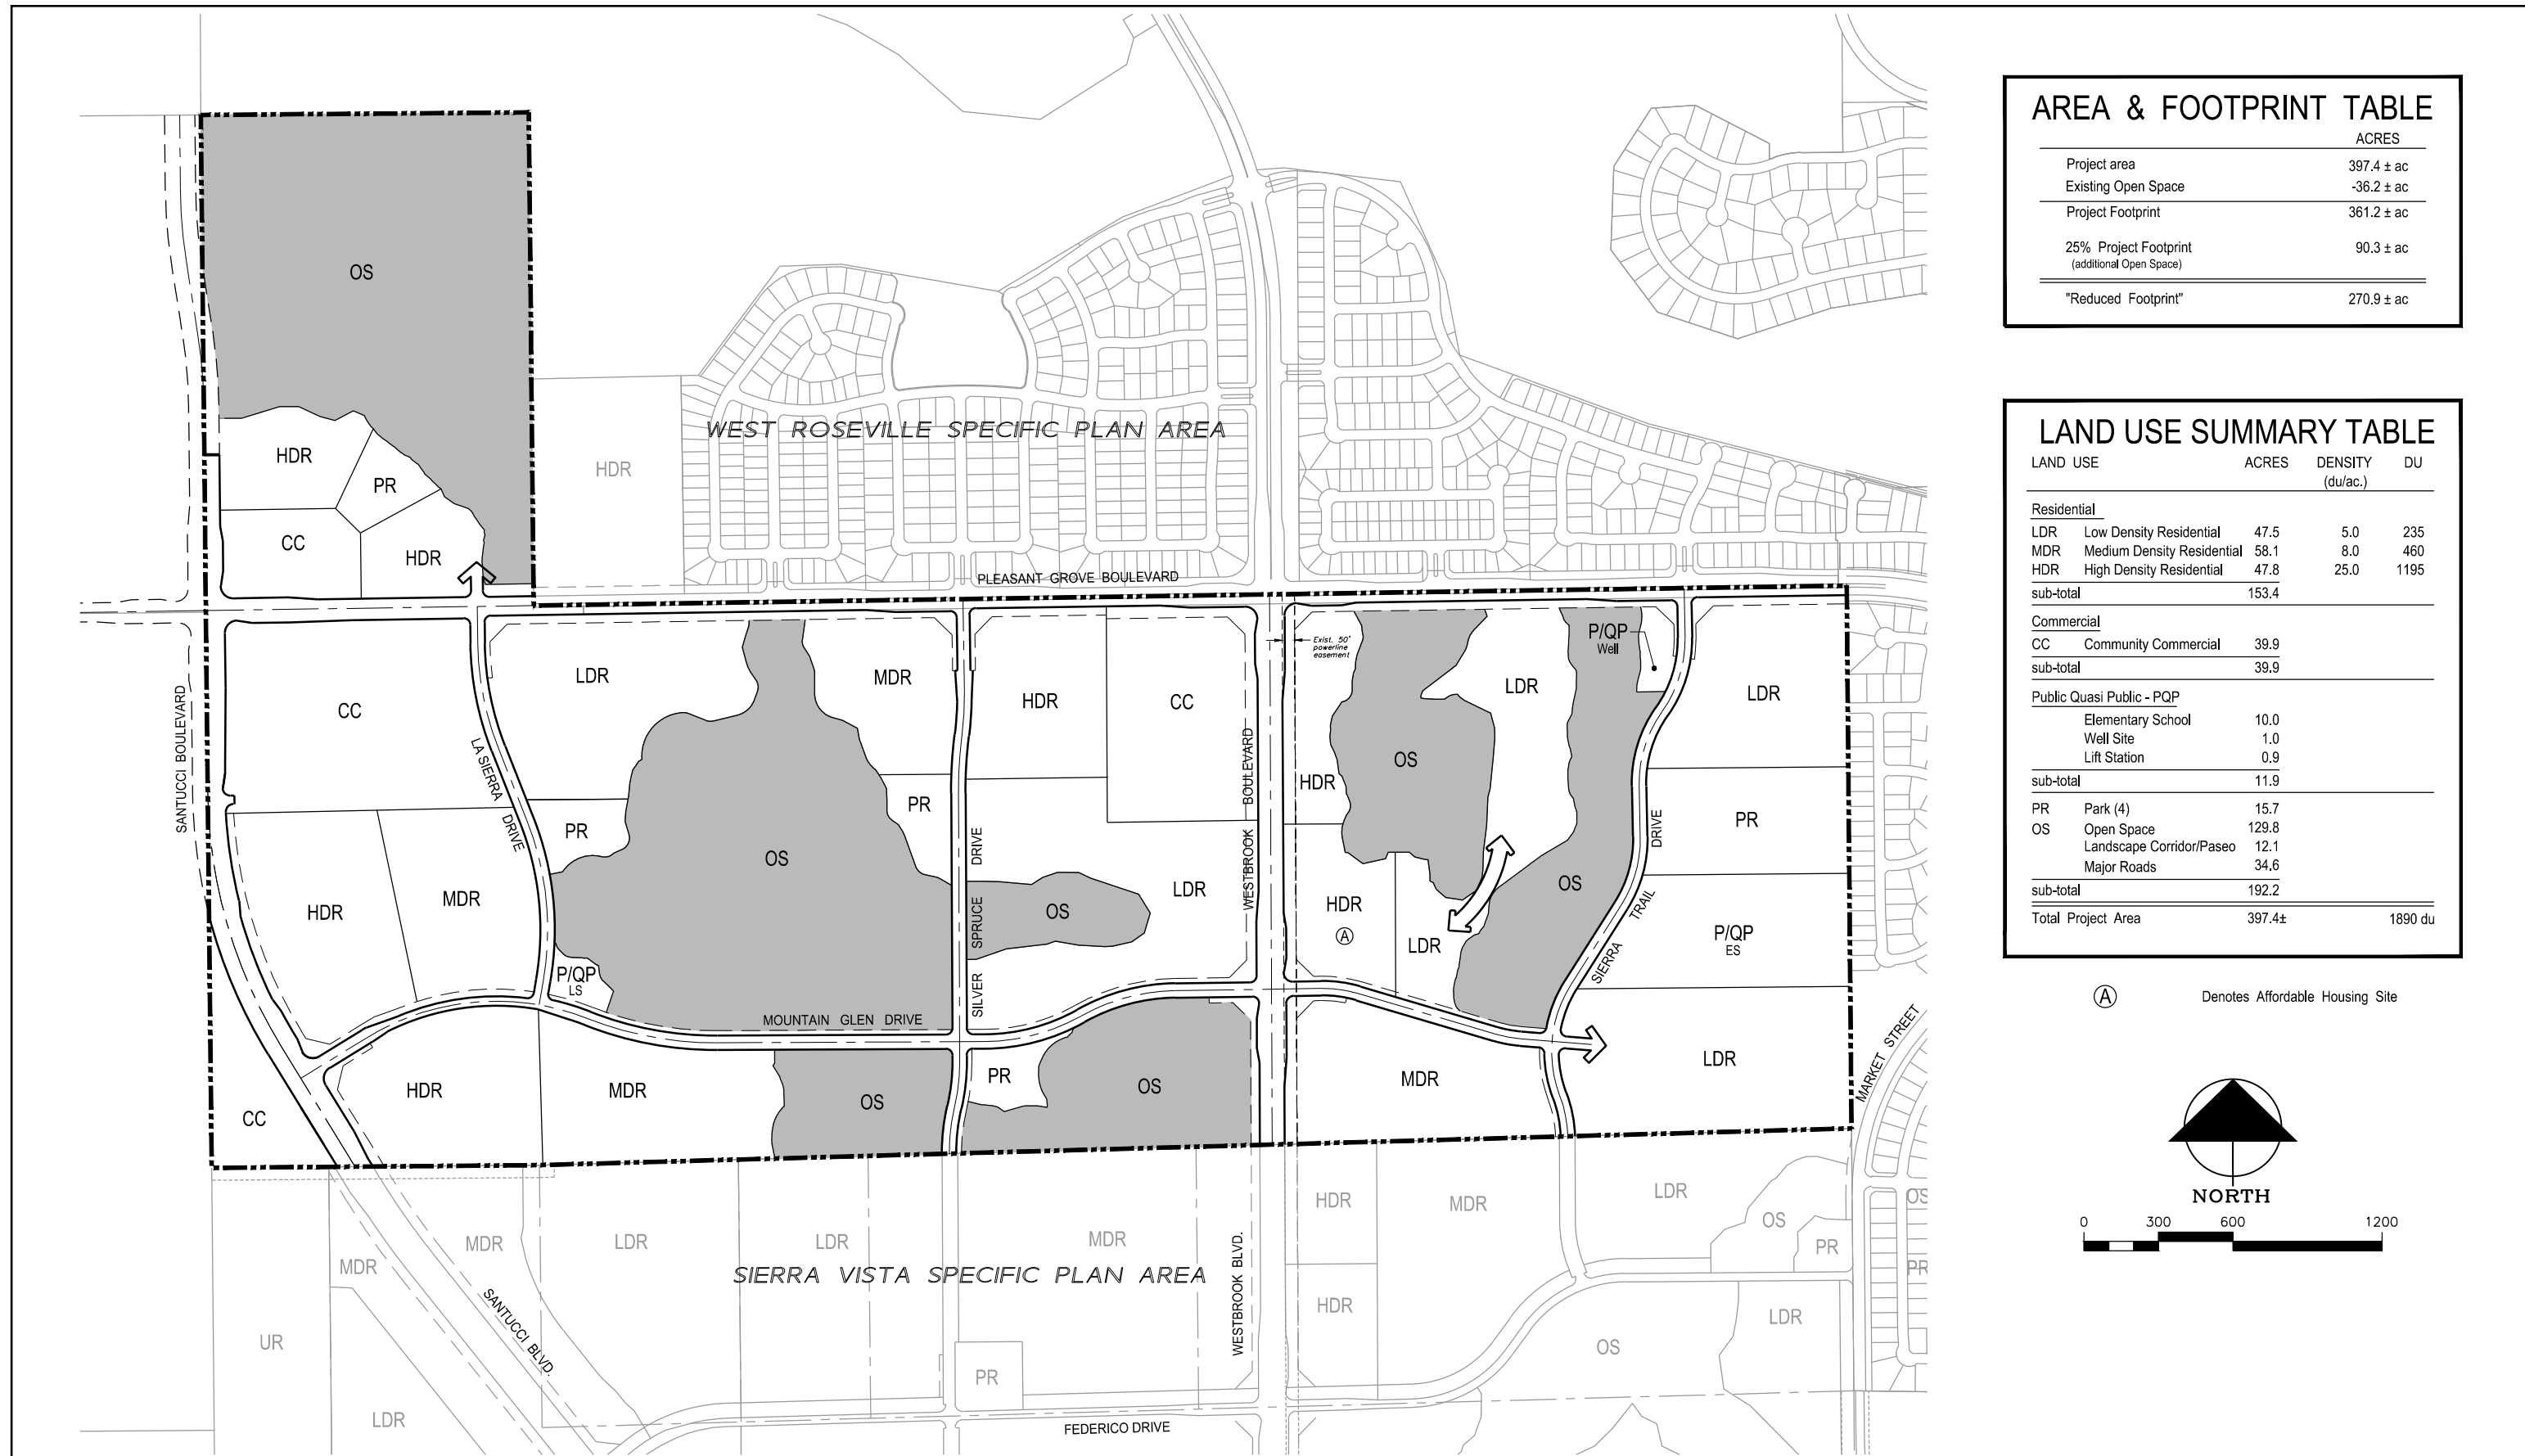 AREA & FOOTPRINT TABLE
ACRES
Project area 397.4 ± ac
Existing Open Space -36.2 ± ac
Project Footprint 361.2 ± ac
25% Project Footprint 90.3 ± ac
(additional Open Space)
"Reduced Footprint" 270.9 ± ac
LAND USE SUMMARY TABLE
LAND USE ACRES DENSITY DU
(du/ac.)
Residential
LDR Low Density Residential 47.5 5.0 235
MDR Medium Density Residential 58.1 8.0 460
HDR High Density Residential 47.8 25.0 1195
sub-total 153.4
Commercial
CC Community Commercial 39.9
sub-total 39.9
Public Quasi Public - PQP
Elementary School 10.0
Well Site 1.0
Lift Station 0.9
sub-total 11.9
PR Park (4) 15.7
OS Open Space 129.8
Landscape Corridor/Paseo 12.1
Major Roads 34.6
sub-total 192.2
Total Project Area 397.4± 1890 du
A Denotes Affordable Housing Site
NORTH
0 300 600 1200
OS
WEST ROSEVILLE SPECIFIC PLAN AREA
HDR
HDR
PR
CC
HDR
PLEASANT GROVE BOULEVARD
SANTUCCI BOULEVARD
CC
LA SIERRA DRIVE
LDR
MDR
HDR
CC
Exist. 50'
powerline
easement
P/QP
Well
LDR
LDR
OS
HDR
PR
PR
OS
SILVER SPRUCE DRIVE
WESTBROOK BOULEVARD
SIERRA TRAIL DRIVE
PR
HDR
MDR
OS
LDR
HDR
A
LDR
OS
P/QP
ES
P/QP
LS
MOUNTAIN GLEN DRIVE
MARKET STREET
CC
HDR
MDR
OS
PR
OS
MDR
LDR
HDR
MDR
LDR
OS
OS
PR
PR
MDR
MDR
LDR
LDR
MDR
SIERRA VISTA SPECIFIC PLAN AREA
WESTBROOK BLVD.
SANTUCCI BLVD.
HDR
LDR
UR
OS
PR
LDR
FEDERICO DRIVE